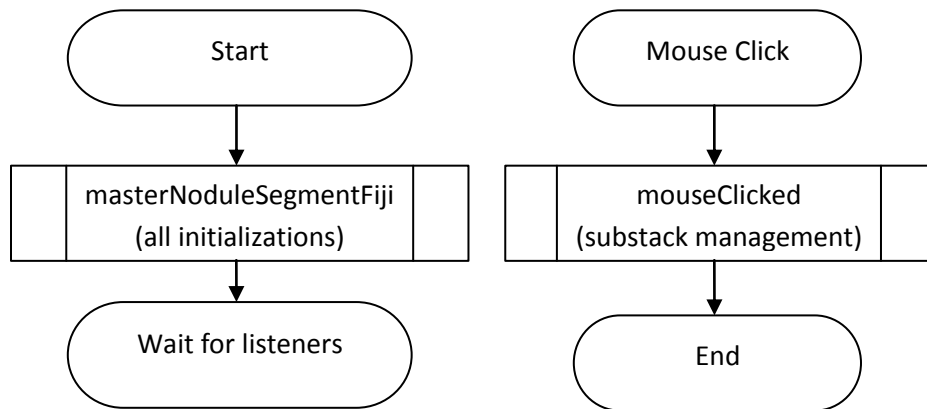 Start
masterNoduleSegmentFiji
(all initializations)
Wait for listeners
Mouse Click
mouseClicked
(substack management)
End